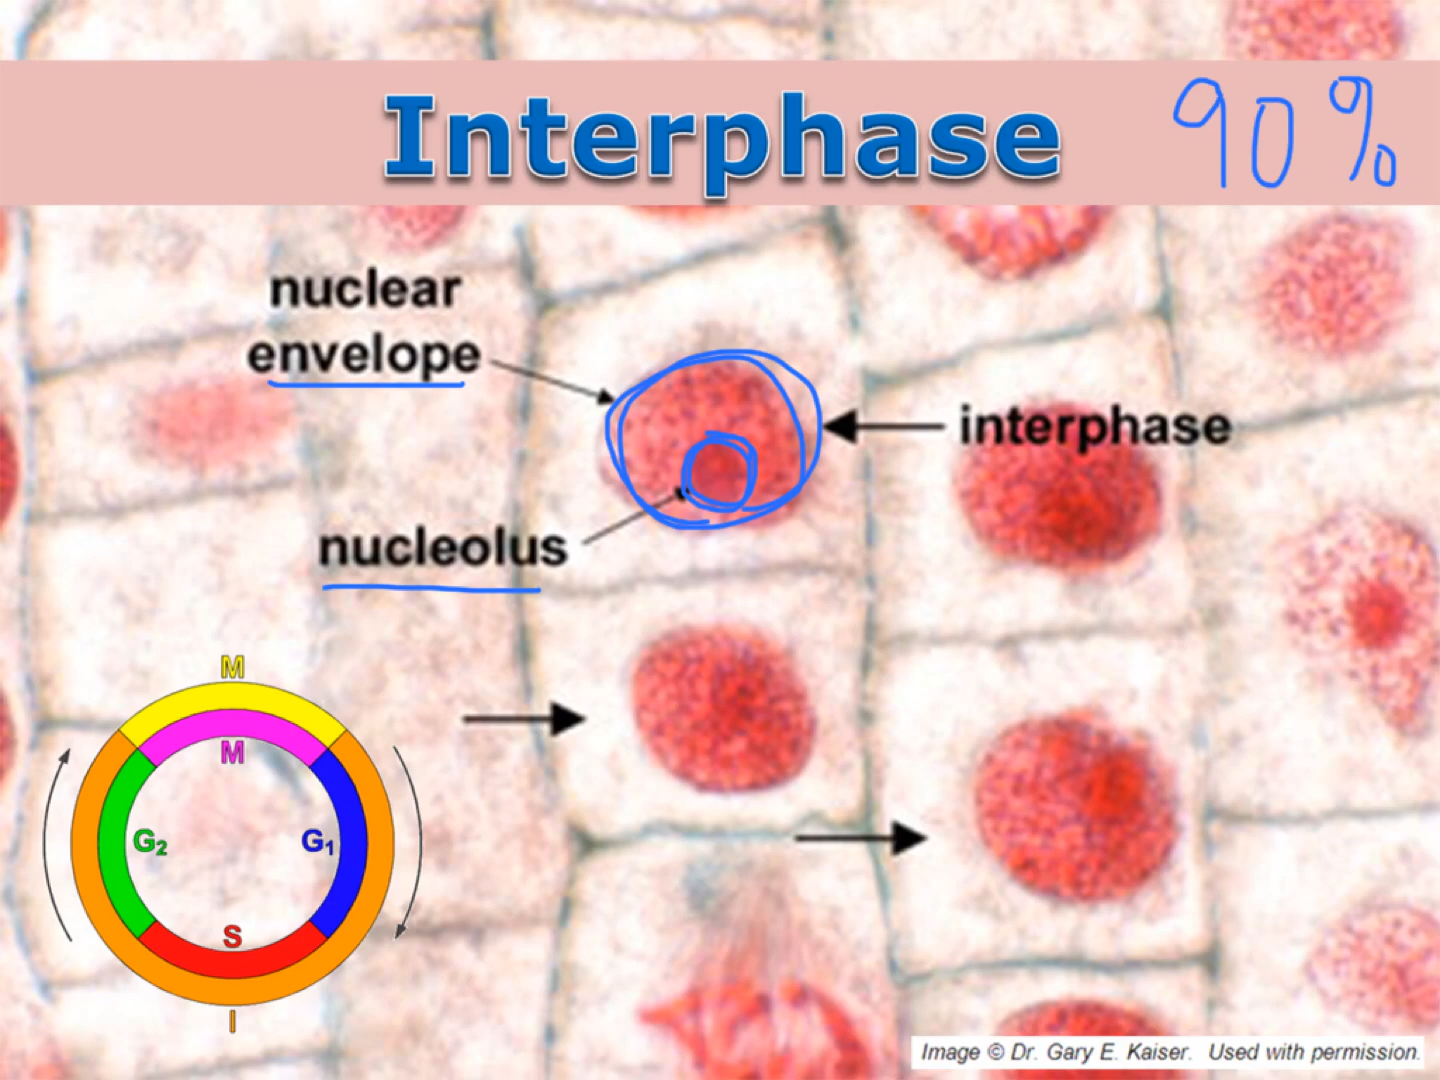 Interphase 90%
nuclear
envelope
interphase
nucleolus
M
M
G₂ G₁
S
I
Image © Dr. Gary E. Kaiser. Used with permission.